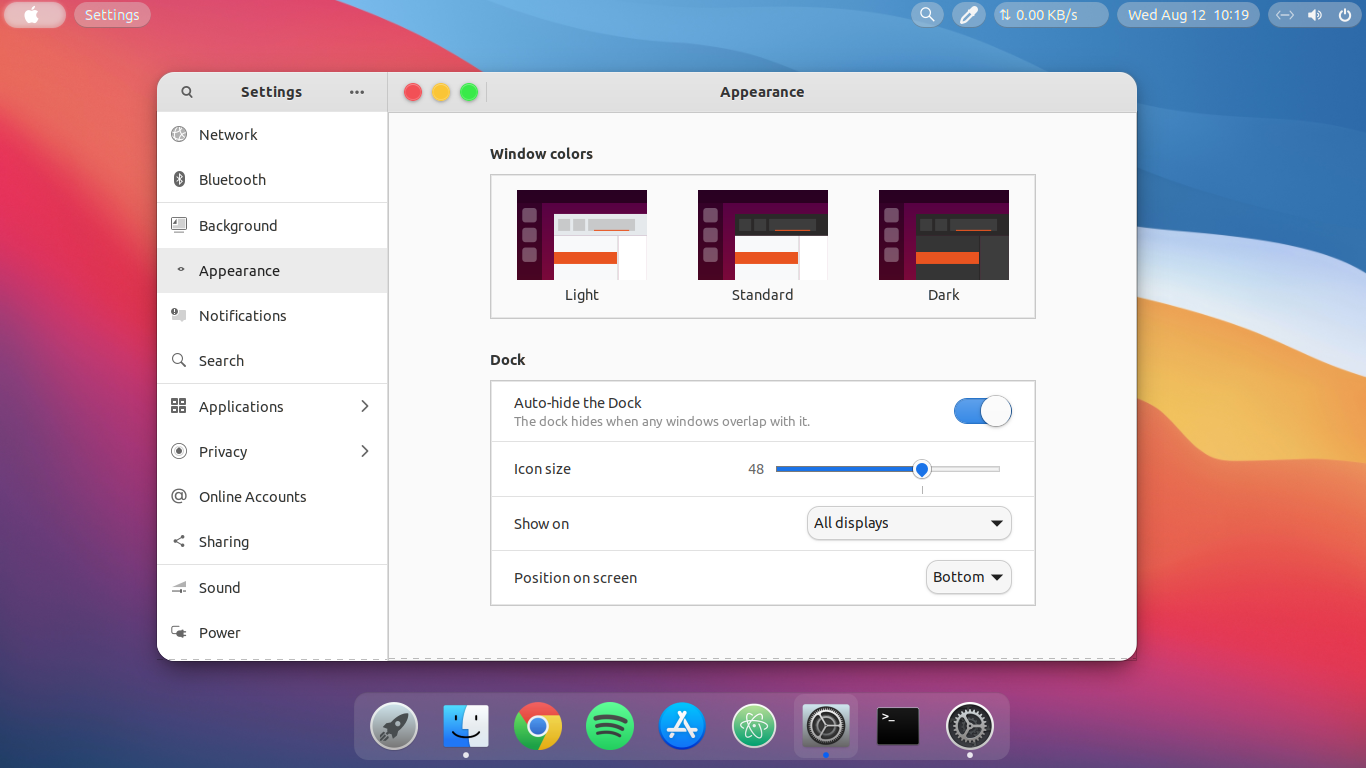 Settings
0.00 KB/s
Wed Aug 12 10:19
Settings
Appearance
Network
Bluetooth
Background
Appearance
Notifications
Search
Applications
Privacy
Online Accounts
Sharing
Sound
Power
Window colors
Light
Standard
Dark
Dock
Auto-hide the Dock
The dock hides when any windows overlap with it.
Icon size
48
Show on
All displays
Position on screen
Bottom
>_